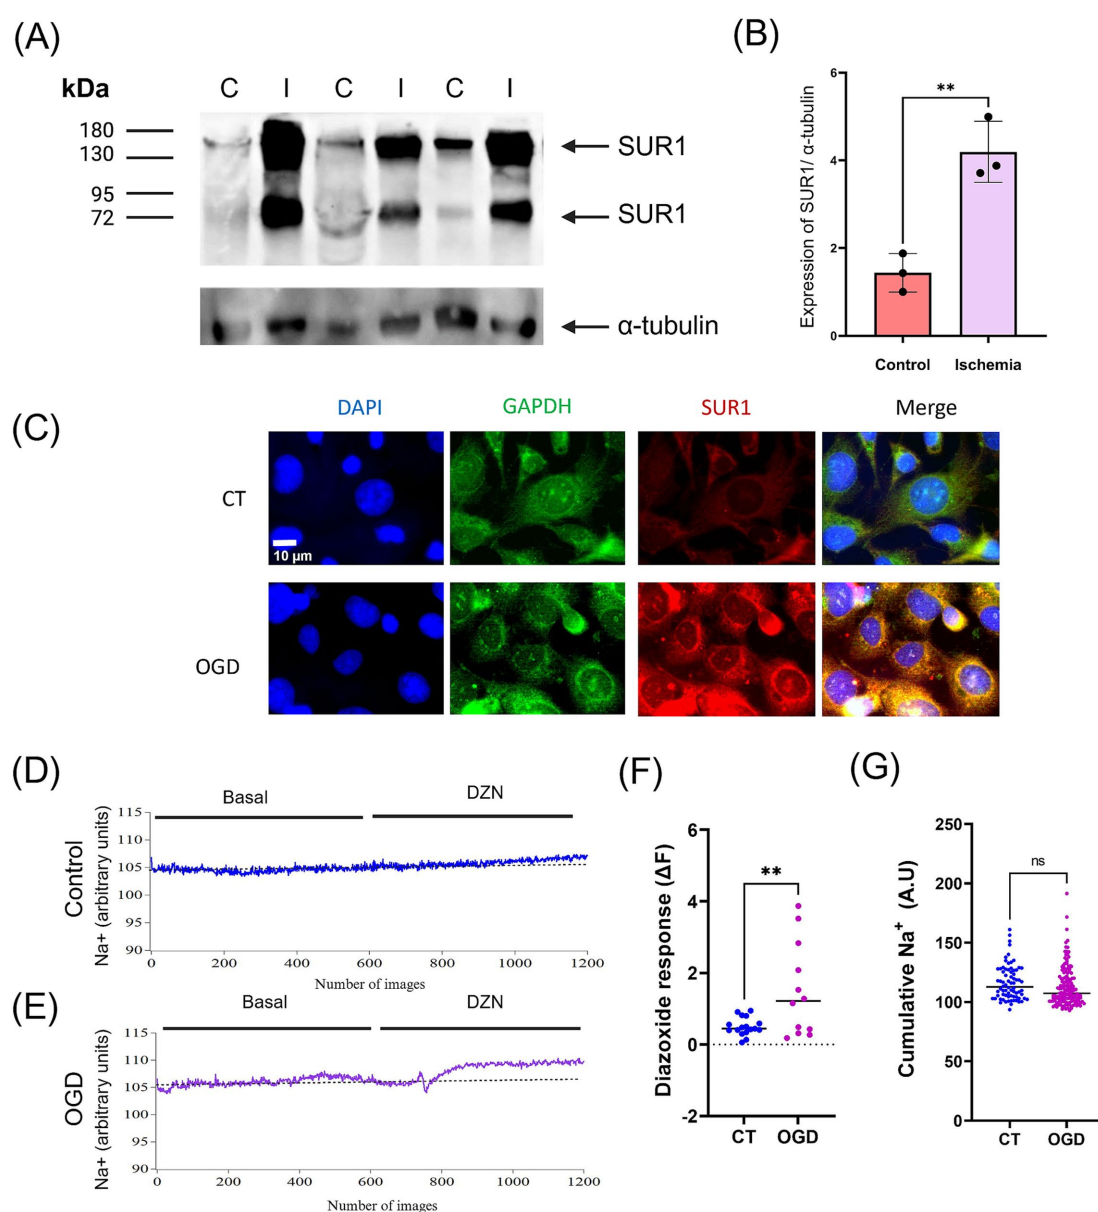 (A)
kDa
C I C I C I
180
130
95
72
SUR1
SUR1
α-tubulin
(B)
Expression of SUR1/ α-tubulin
6
4
2
0
**
Control Ischemia
(C)
DAPI GAPDH SUR1 Merge
CT
10 µm
OGD
(D)
Control
Na+ (arbitrary units)
Basal DZN
115
110
105
100
95
90
0 200 400 600 800 1000 1200
Number of images
(E)
OGD
Na+ (arbitrary units)
Basal DZN
115
110
105
100
95
90
0 200 400 600 800 1000 1200
Number of images
(F)
Diazoxide response (ΔF)
6
4
2
0
-2
**
CT OGD
(G)
Cumulative Na+ (A.U)
250
200
150
100
50
0
ns
CT OGD